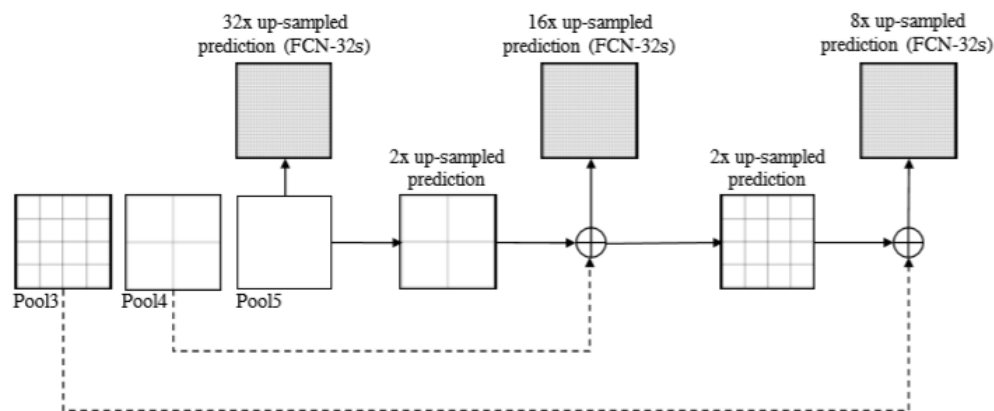 32x up-sampled
prediction (FCN-32s)
16x up-sampled
prediction (FCN-32s)
8x up-sampled
prediction (FCN-32s)
2x up-sampled
prediction
2x up-sampled
prediction
Pool3
Pool4
Pool5